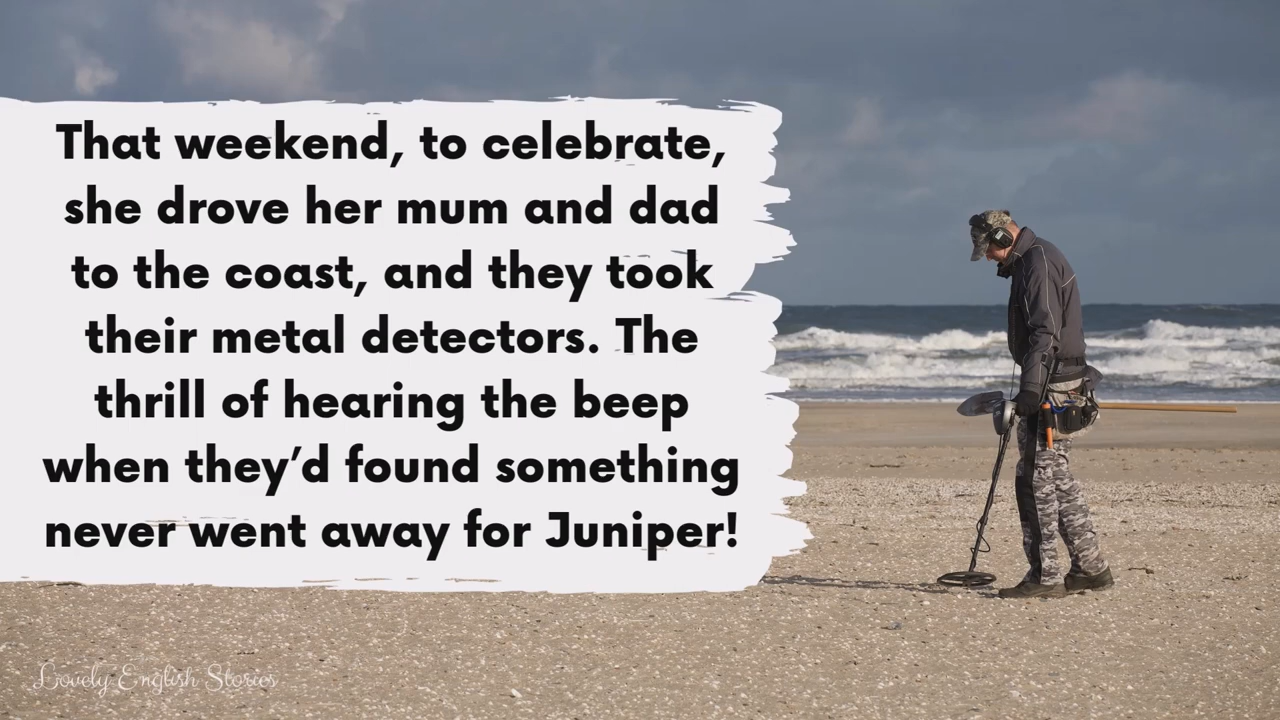 That weekend, to celebrate,
she drove her mum and dad
to the coast, and they took
their metal detectors. The
thrill of hearing the beep
when they’d found something
never went away for Juniper!
Lovely English Stories